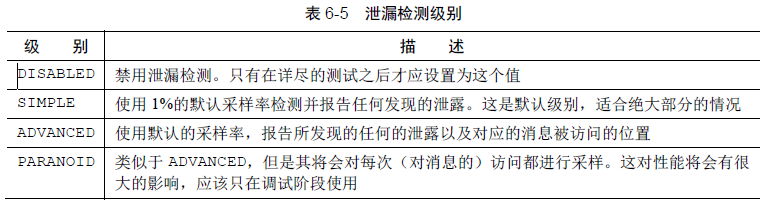 表 6-5 泄漏检测级别
级 别 描 述
DISABLED 禁用泄漏检测。只有在详尽的测试之后才应设置为这个值
SIMPLE 使用 1%的默认采样率检测并报告任何发现的泄露。这是默认级别，适合绝大部分的情况
ADVANCED 使用默认的采样率，报告所发现的任何的泄露以及对应的消息被访问的位置
PARANOID 类似于 ADVANCED，但是其将会对每次（对消息的）访问都进行采样。这对性能将会有很
大的影响，应该只在调试阶段使用